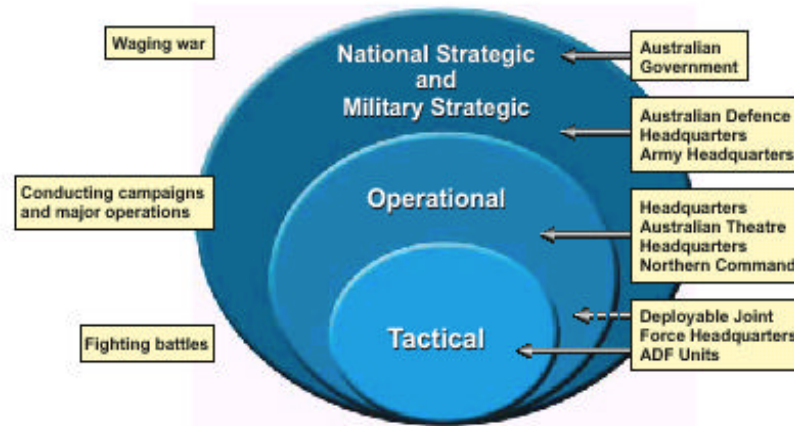 Waging war
National Strategic
and
Military Strategic
Australian
Government
Australian Defence
Headquarters
Army Headquarters
Conducting campaigns
and major operations
Operational
Headquarters
Australian Theatre
Headquarters
Northern Command
Fighting battles
Tactical
Deployable Joint
Force Headquarters
ADF Units